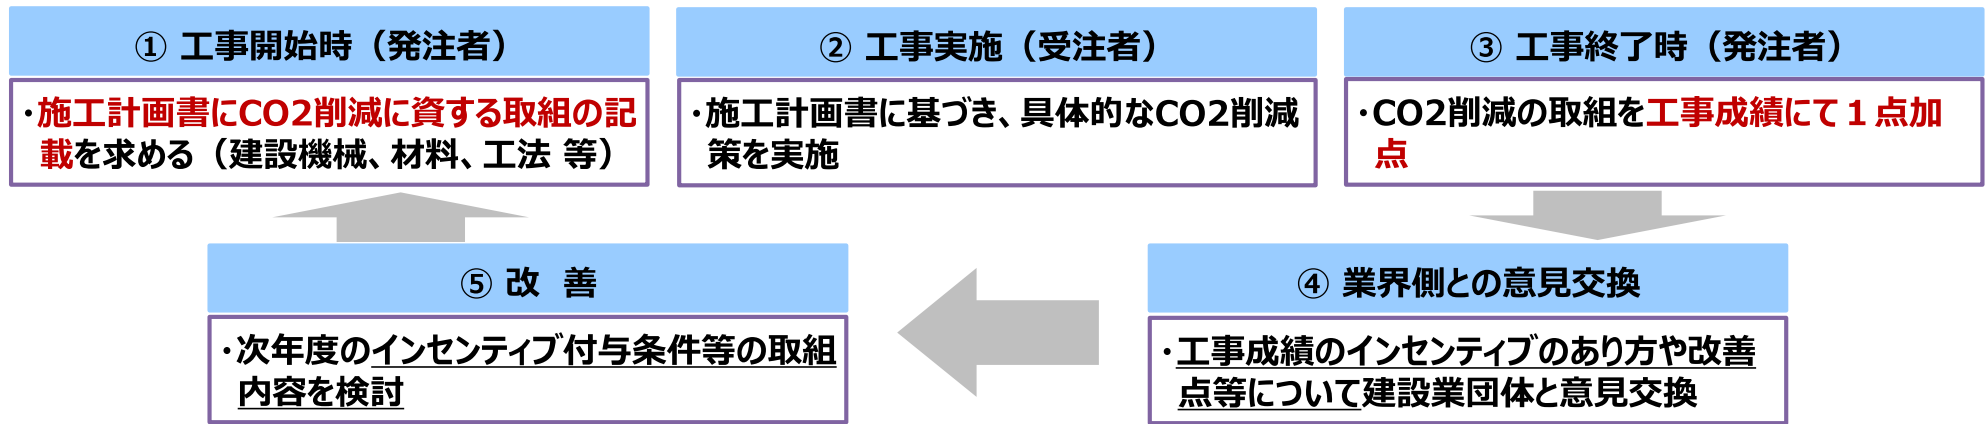 ① 工事開始時（発注者）
・施工計画書にCO2削減に資する取組の記
載を求める（建設機械、材料、工法 等）
② 工事実施（受注者）
・施工計画書に基づき、具体的なCO2削減
策を実施
③ 工事終了時（発注者）
・CO2削減の取組を工事成績にて１点加
点
④ 業界側との意見交換
・工事成績のインセンティブのあり方や改善
点等について建設業団体と意見交換
⑤ 改　善
・次年度のインセンティブ付与条件等の取組
内容を検討